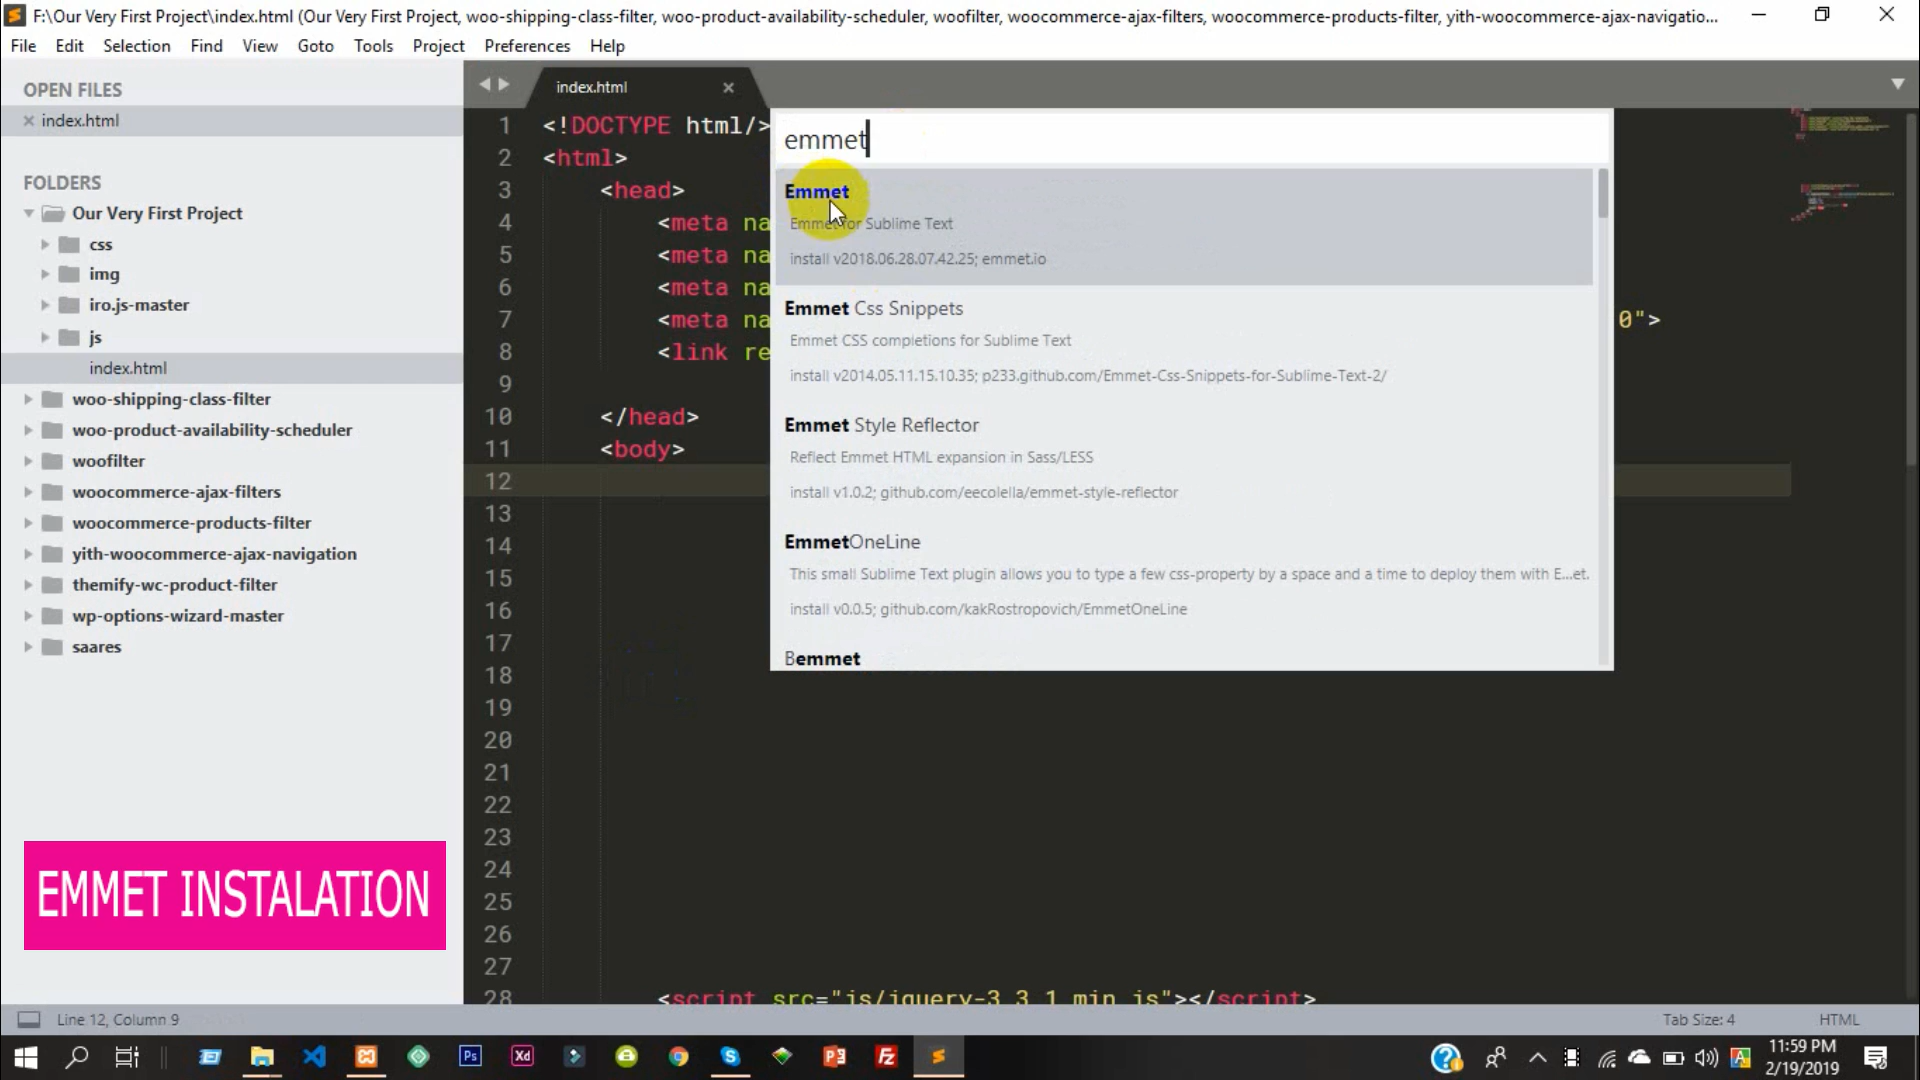 F:\Our Very First Project\index.html (Our Very First Project, woo-shipping-class-filter, woo-product-availability-scheduler, woofilter, woocommerce-ajax-filters, woocommerce-products-filter, yith-woocommerce-ajax-navigatio...
File Edit Selection Find View Goto Tools Project Preferences Help
OPEN FILES
index.html
FOLDERS
Our Very First Project
css
img
iro.js-master
js
index.html
woo-shipping-class-filter
woo-product-availability-scheduler
woofilter
woocommerce-ajax-filters
woocommerce-products-filter
yith-woocommerce-ajax-navigation
themify-wc-product-filter
wp-options-wizard-master
saares
EMMET INSTALATION
index.html
1 <!DOCTYPE html/>
2 <html>
3 <head>
4 <meta na
5 <meta na
6 <meta na
7 <meta na 0">
8 <link re
9
10 </head>
11 <body>
12
13
14
15
16
17
18
19
20
21
22
23
24
25
26
27
28 <script src="js/jquery-3.3.1.min.js"></script>
emmet
Emmet
Emmet for Sublime Text
install v2018.06.28.07.42.25; emmet.io
Emmet Css Snippets
Emmet CSS completions for Sublime Text
install v2014.05.11.15.10.35; p233.github.com/Emmet-Css-Snippets-for-Sublime-Text-2/
Emmet Style Reflector
Reflect Emmet HTML expansion in Sass/LESS
install v1.0.2; github.com/eecolella/emmet-style-reflector
EmmetOneLine
This small Sublime Text plugin allows you to type a few css-property by a space and a time to deploy them with E...et.
install v0.0.5; github.com/kakRostropovich/EmmetOneLine
Bemmet
Line 12, Column 9
Tab Size: 4
HTML
Ps
Xd
11:59 PM
2/19/2019